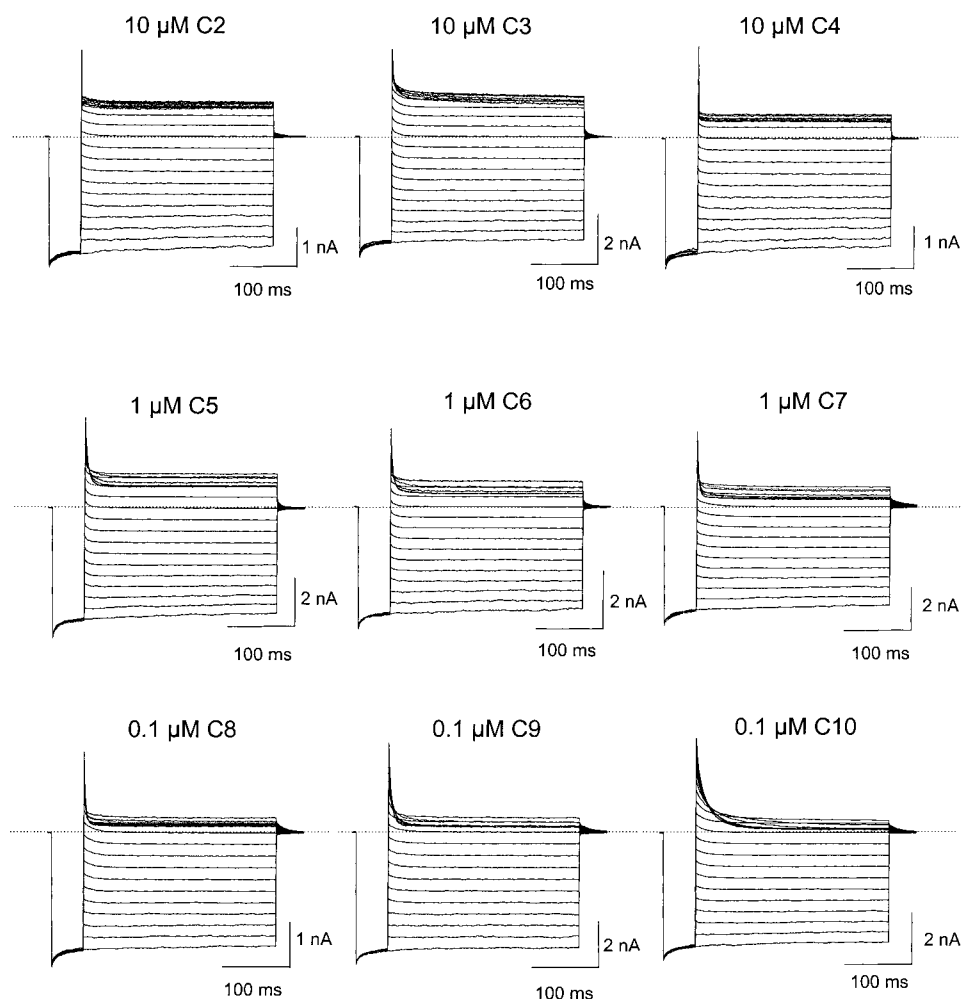 10 µM C2
10 µM C3
10 µM C4
1 nA
100 ms
2 nA
100 ms
1 nA
100 ms
1 µM C5
1 µM C6
1 µM C7
2 nA
100 ms
2 nA
100 ms
2 nA
100 ms
0.1 µM C8
0.1 µM C9
0.1 µM C10
1 nA
100 ms
2 nA
100 ms
2 nA
100 ms